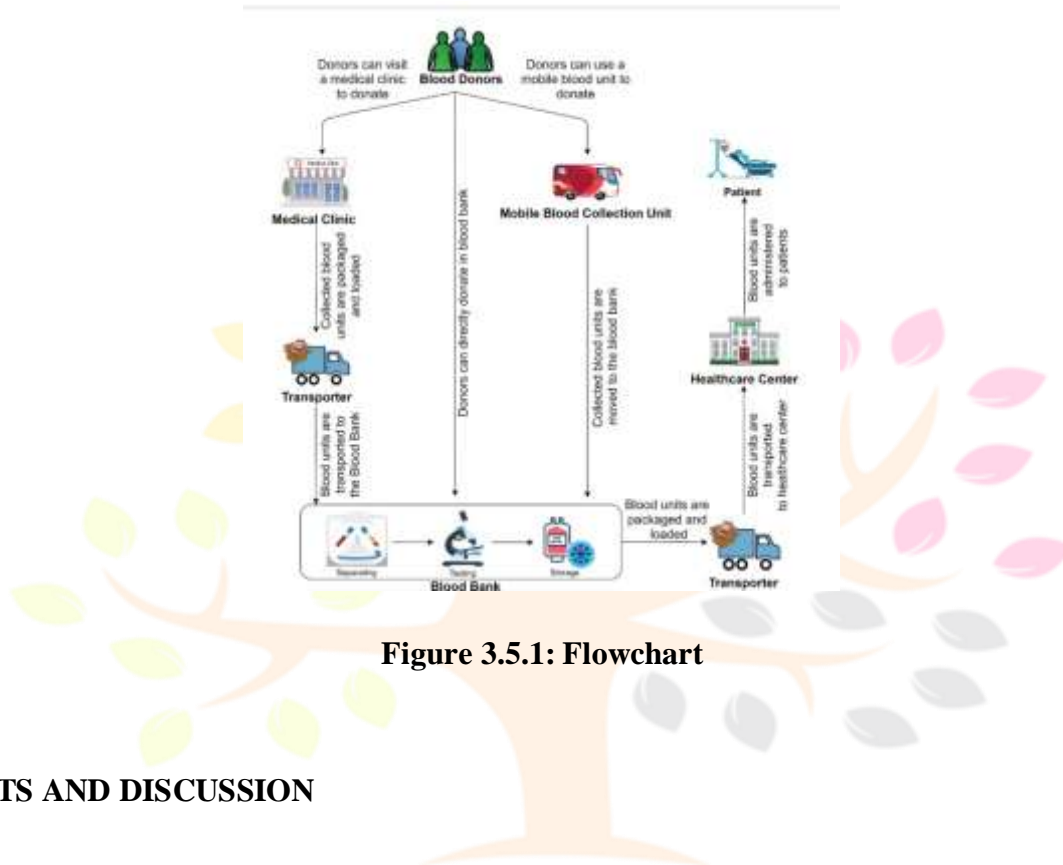 Donors can visit
a medical clinic
to donate
Blood Donors
Donors can use a
mobile blood unit to
donate
Medical Clinic
Mobile Blood Collection Unit
Patient
Collected blood
units are packaged
and loaded
Donors can directly donate in blood bank
Collected blood units are
moved to the blood bank
Blood units are
administered
to patients
Transporter
Healthcare Center
Blood units are
transported to
the Blood Bank
Blood units are
transported
to healthcare center
Blood units are
packaged and
loaded
Separating
Testing
Storage
Blood Bank
Transporter
Figure 3.5.1: Flowchart
TS AND DISCUSSION